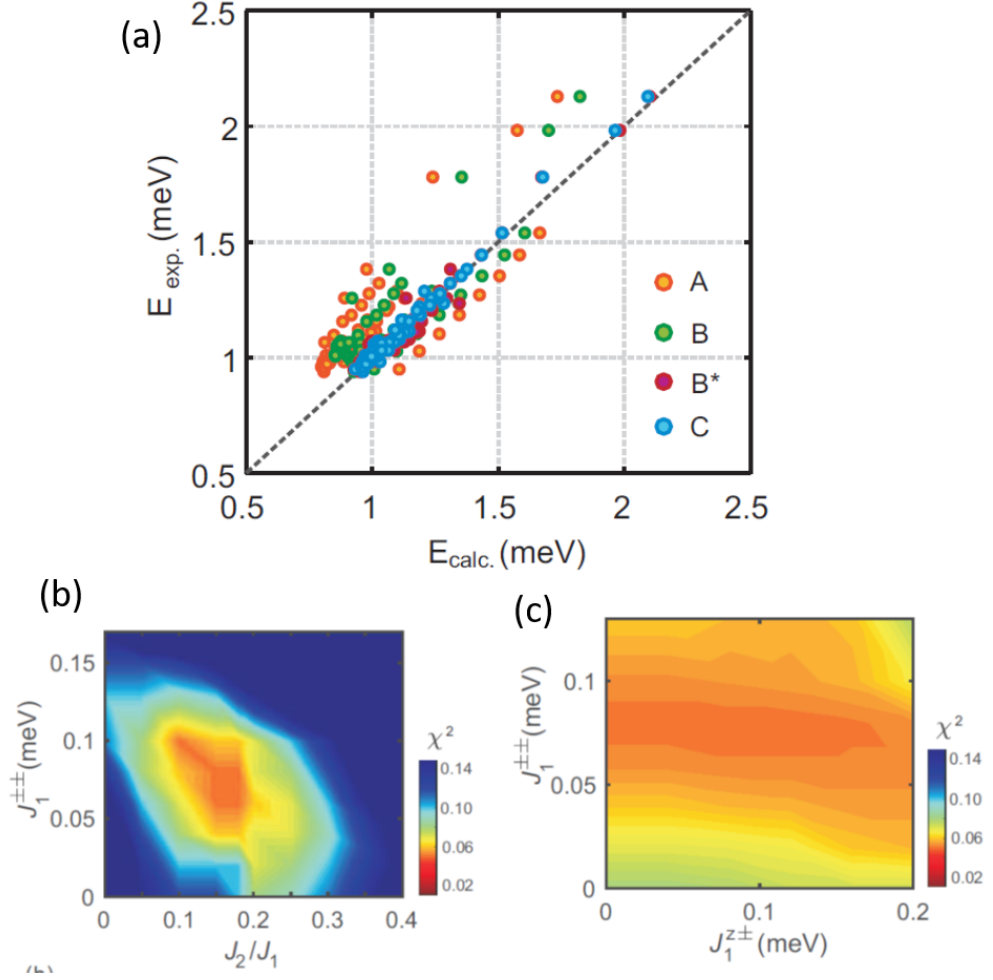 (a)
2.5
2
1.5
1
0.5
E exp. (meV)
A
B
B*
C
0.5 1 1.5 2 2.5
E calc. (meV)
(b)
0.15
0.1
0.05
0
J₁^±± (meV)
0 0.1 0.2 0.3 0.4
J₂/J₁
χ²
0.14
0.10
0.06
0.02
(c)
0.1
0.05
0
J₁^±± (meV)
0 0.1 0.2
J₁^z± (meV)
χ²
0.14
0.10
0.06
0.02